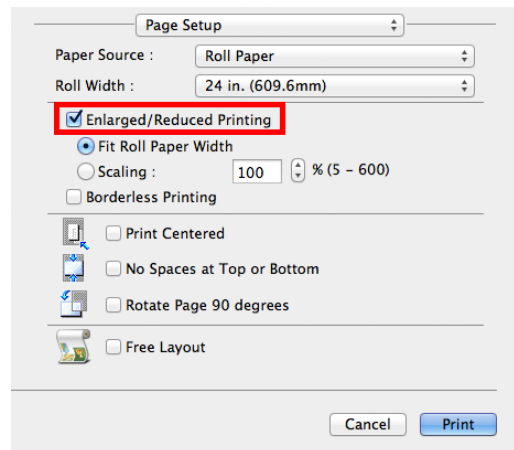 Page Setup
Paper Source : Roll Paper
Roll Width : 24 in. (609.6mm)
Enlarged/Reduced Printing
Fit Roll Paper Width
Scaling : 100 % (5 - 600)
Borderless Printing
Print Centered
No Spaces at Top or Bottom
Rotate Page 90 degrees
Free Layout
Cancel Print